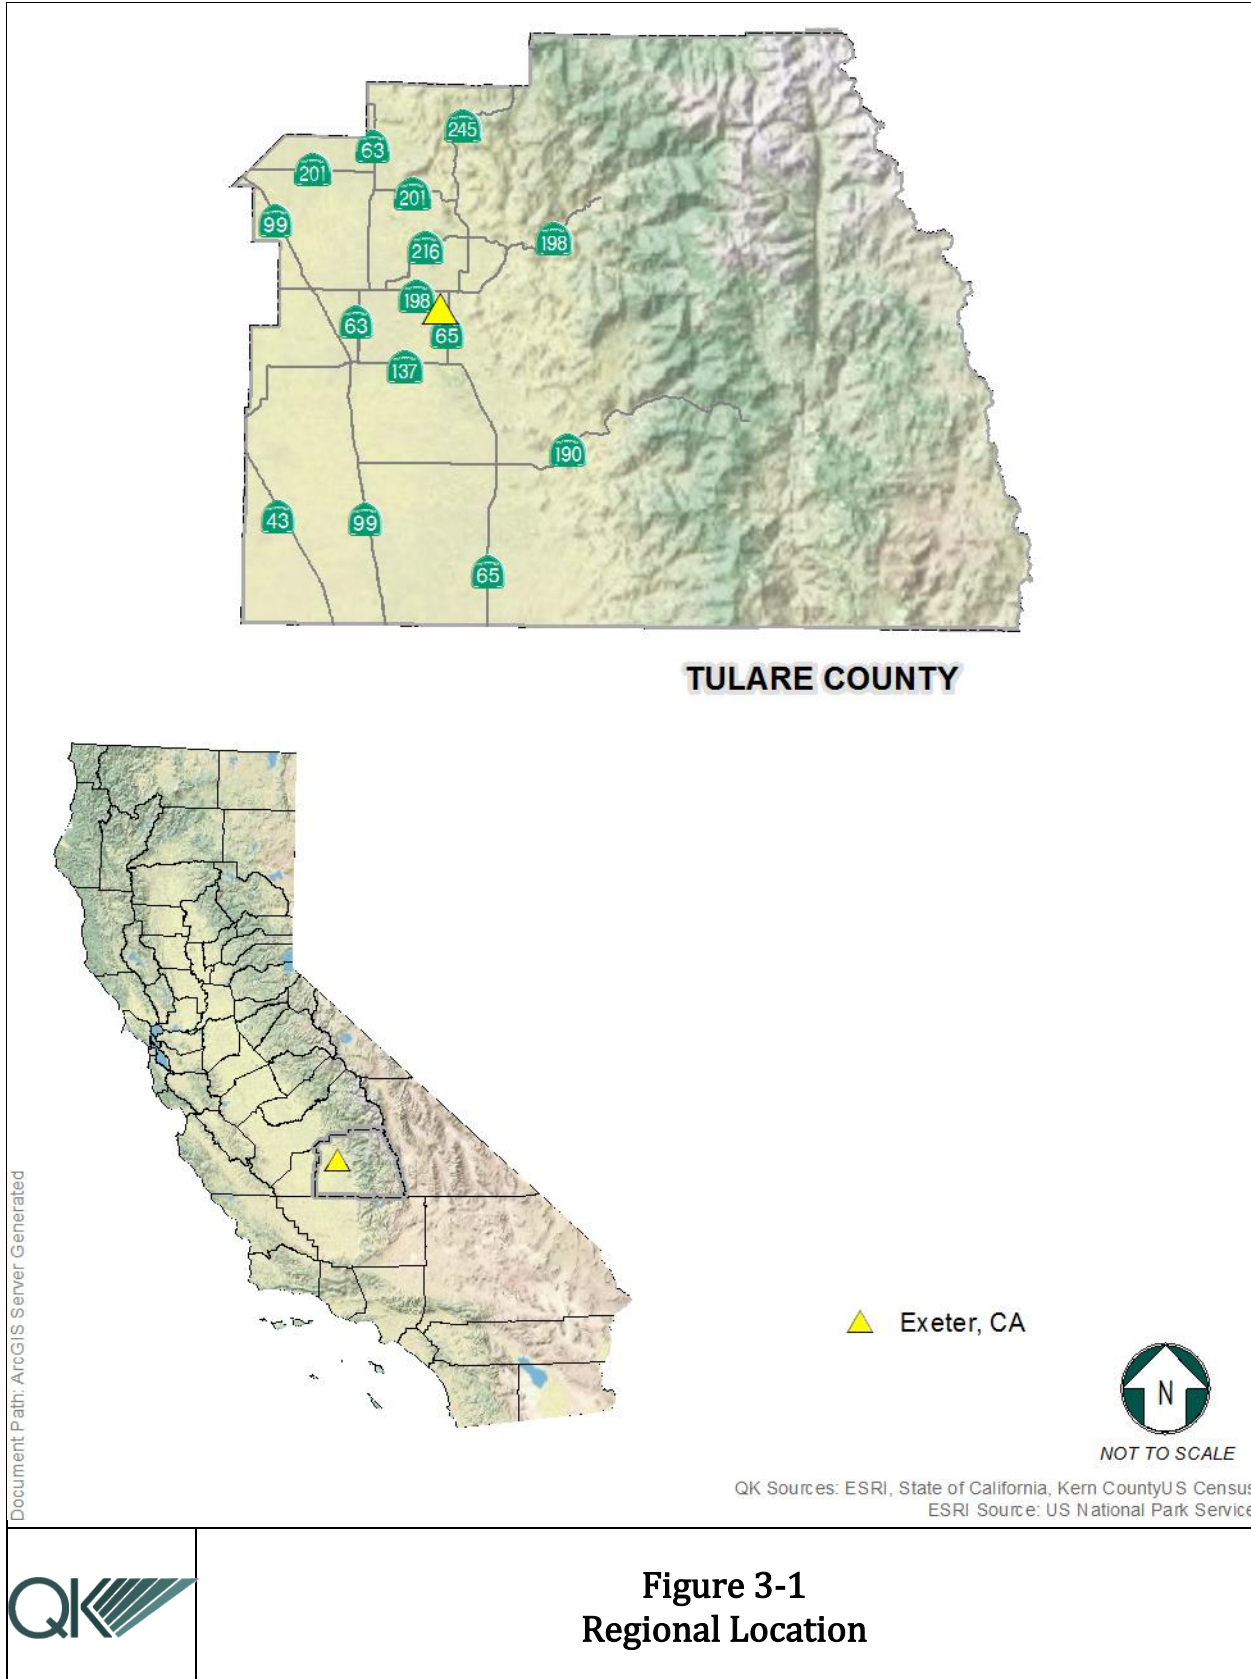 245
63
201
201
99
216
198
198
63
65
137
190
43
99
65
TULARE COUNTY
Document Path: ArcGIS Server Generated
Exeter, CA
N
NOT TO SCALE
QK Sources: ESRI, State of California, Kern CountyUS Census
ESRI Source: US National Park Service
QK
Figure 3-1
Regional Location